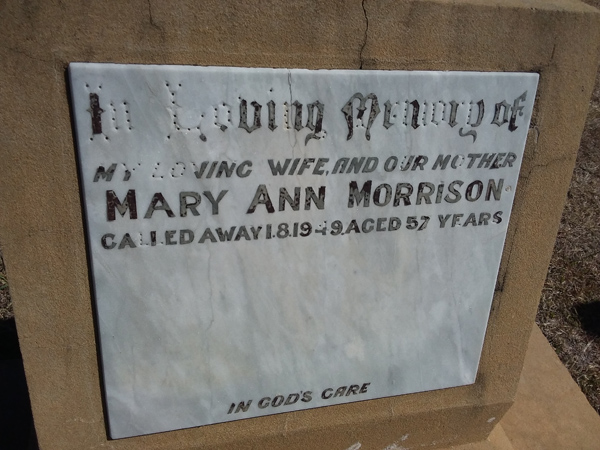 In Loving Memory of
MY LOVING WIFE, AND OUR MOTHER
MARY ANN MORRISON
CALLED AWAY 1.8.1949. AGED 57 YEARS
IN GOD'S CARE